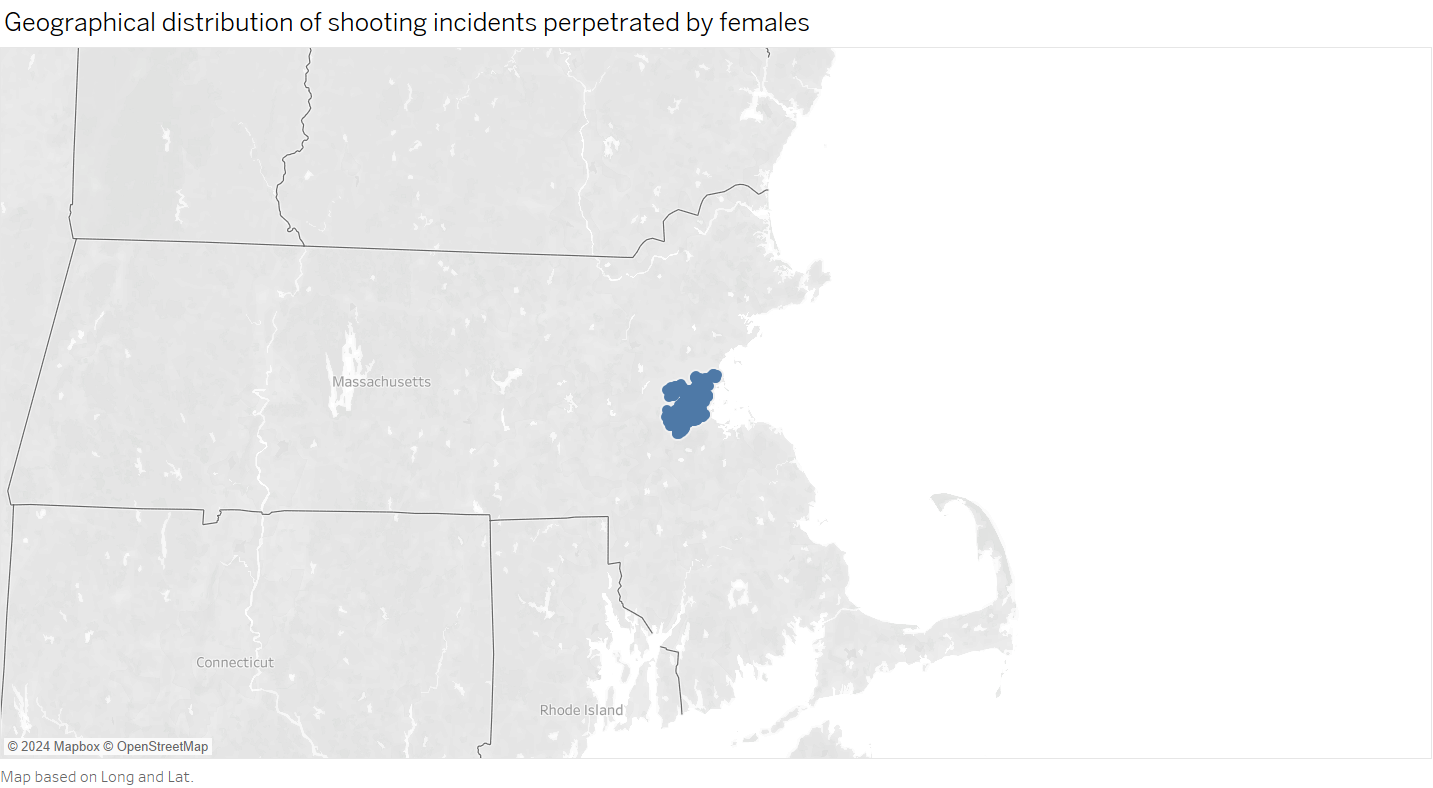 Geographical distribution of shooting incidents perpetrated by females
Massachusetts
Connecticut
Rhode Island
© 2024 Mapbox © OpenStreetMap
Map based on Long and Lat.